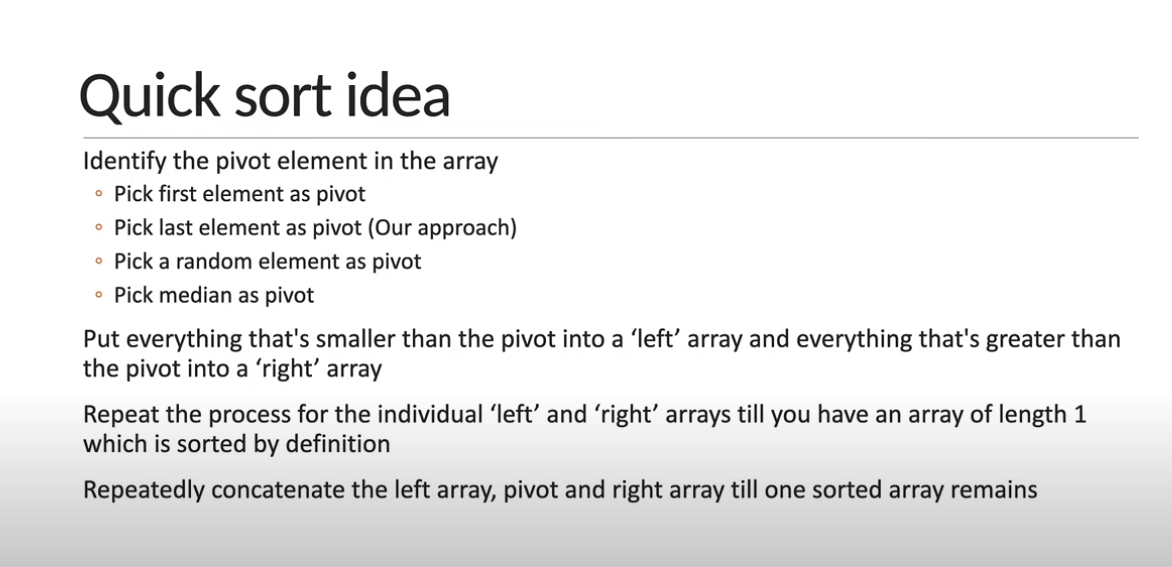 Quick sort idea
Identify the pivot element in the array
◦ Pick first element as pivot
◦ Pick last element as pivot (Our approach)
◦ Pick a random element as pivot
◦ Pick median as pivot
Put everything that's smaller than the pivot into a ‘left’ array and everything that's greater than
the pivot into a ‘right’ array
Repeat the process for the individual ‘left’ and ‘right’ arrays till you have an array of length 1
which is sorted by definition
Repeatedly concatenate the left array, pivot and right array till one sorted array remains